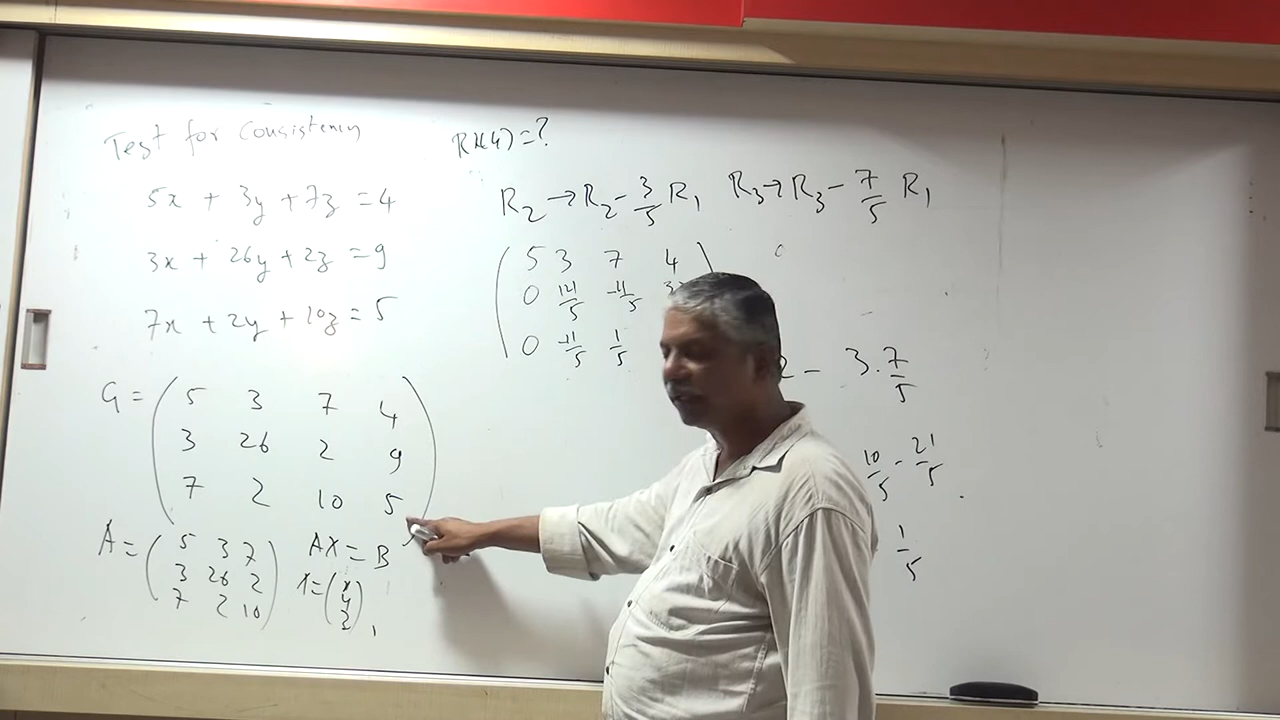 Test for Consistency
5x + 3y + 7z = 4
3x + 26y + 2z = 9
7x + 2y + 10z = 5
G = ( 5 3 7 4
3 26 2 9
7 2 10 5 )
A = ( 5 3 7
3 26 2
7 2 10 )
AX = B
X = ( x
y
z ) ,
= ?
R2 → R2 - 3/5 R1 R3 → R3 - 7/5 R1
( 5 3 7 4 )
0 121/5 -11/5
0 -11/5 1/5
2 - 3 . 7/5
10/5 - 21/5
1/5